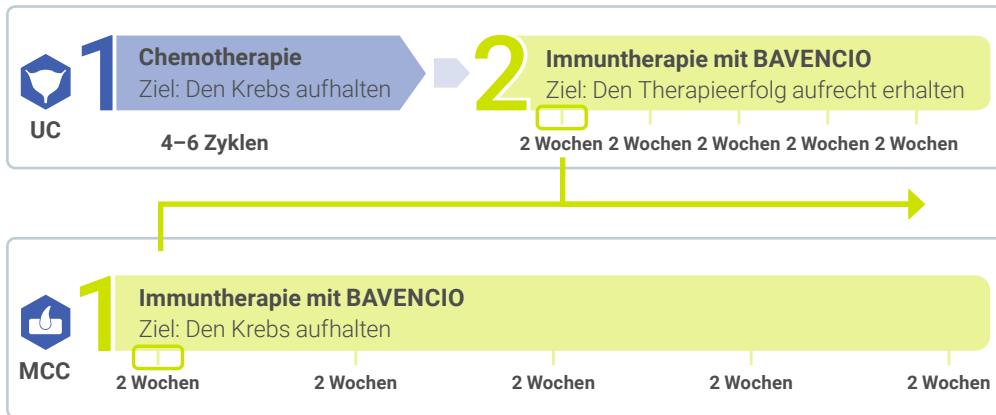 1
Chemotherapie
Ziel: Den Krebs aufhalten
2
Immuntherapie mit BAVENCIO
Ziel: Den Therapieerfolg aufrecht erhalten
UC
4–6 Zyklen
2 Wochen 2 Wochen 2 Wochen 2 Wochen 2 Wochen
1
Immuntherapie mit BAVENCIO
Ziel: Den Krebs aufhalten
MCC
2 Wochen 2 Wochen 2 Wochen 2 Wochen 2 Wochen